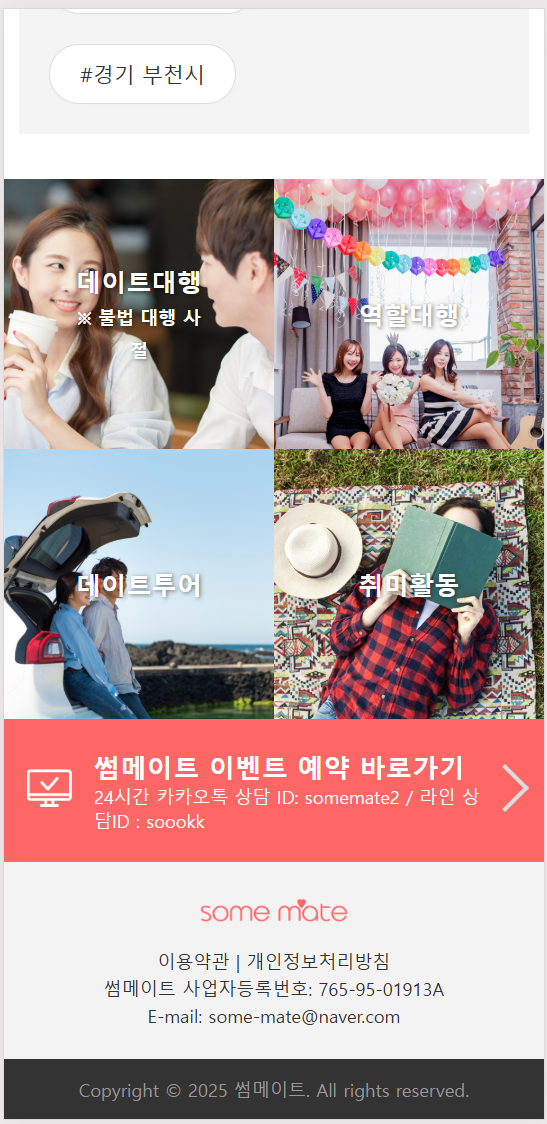 #경기 부천시
데이트대행
※ 불법 대행 사
절
역할대행
데이트투어
취미활동
썸메이트 이벤트 예약 바로가기
24시간 카카오톡 상담 ID: somemate2 / 라인 상
담ID : soookk
some mate
이용약관 | 개인정보처리방침
썸메이트 사업자등록번호: 765-95-01913A
E-mail: some-mate@naver.com
Copyright © 2025 썸메이트. All rights reserved.